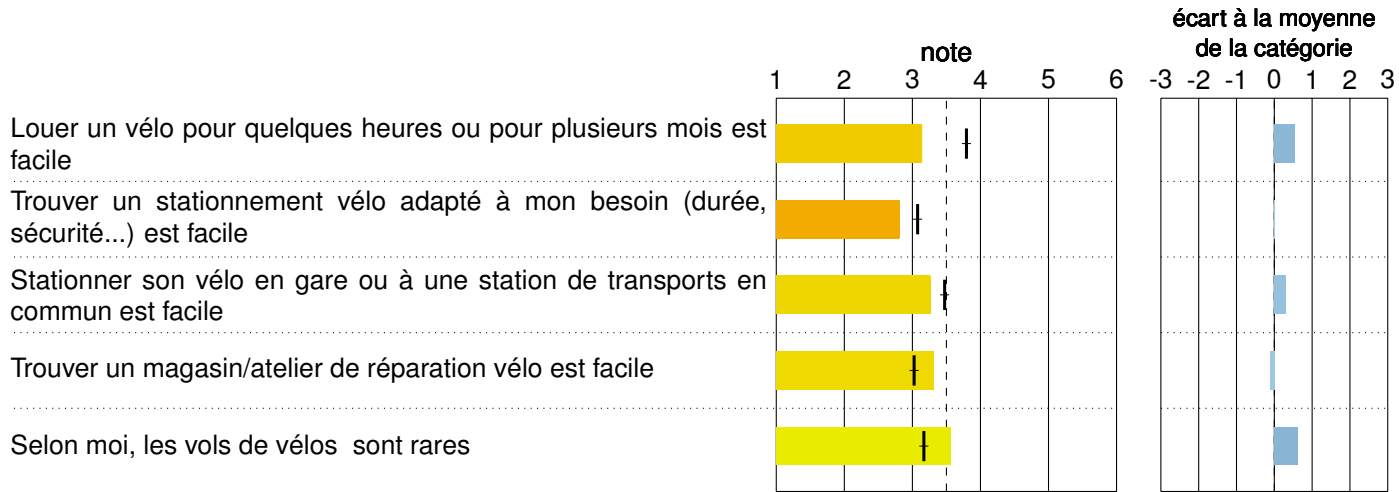 écart à la moyenne
de la catégorie
note
1 2 3 4 5 6
-3 -2 -1 0 1 2 3
Louer un vélo pour quelques heures ou pour plusieurs mois est
facile
Trouver un stationnement vélo adapté à mon besoin (durée,
sécurité...) est facile
Stationner son vélo en gare ou à une station de transports en
commun est facile
Trouver un magasin/atelier de réparation vélo est facile
Selon moi, les vols de vélos sont rares